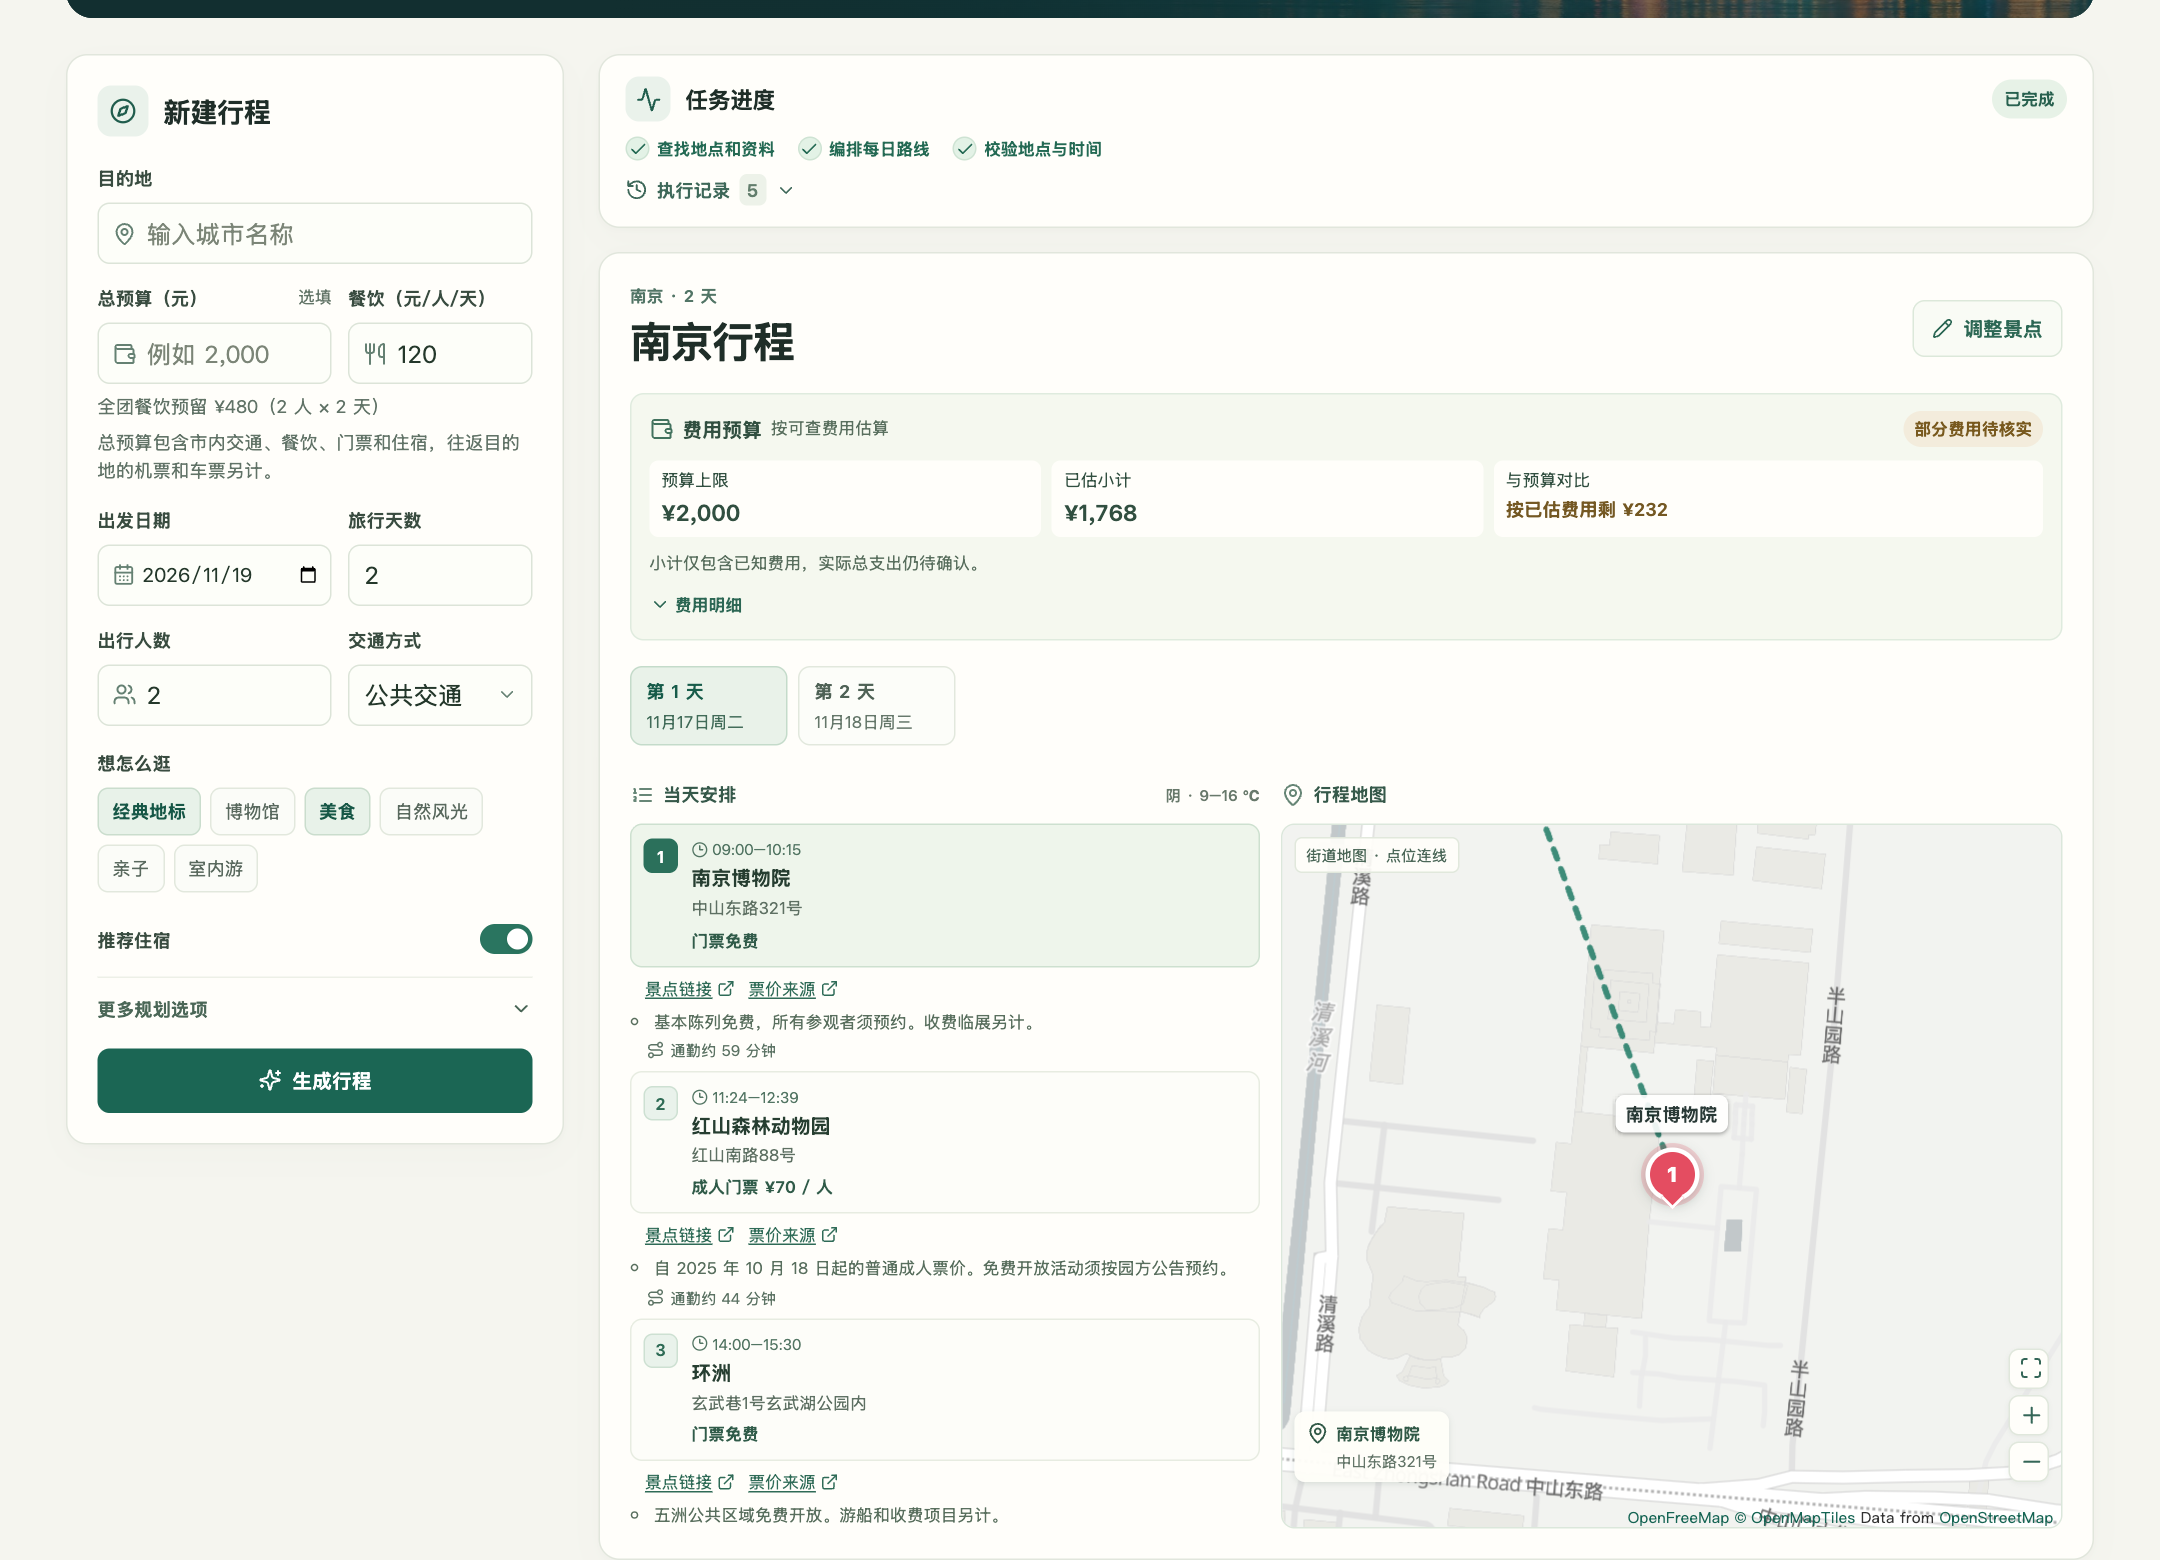 新建行程
目的地
输入城市名称
总预算（元） 选填
例如 2,000
餐饮（元/人/天）
120
全团餐饮预留 ¥480（2 人 × 2 天）
总预算包含市内交通、餐饮、门票和住宿，往返目的
地的机票和车票另计。
出发日期
2026/11/19
旅行天数
2
出行人数
2
交通方式
公共交通
想怎么逛
经典地标 博物馆 美食 自然风光
亲子 室内游
推荐住宿
更多规划选项
生成行程
任务进度
已完成
查找地点和资料 编排每日路线 校验地点与时间
执行记录 5
南京 · 2 天
南京行程
调整景点
费用预算 按可查费用估算
部分费用待核实
预算上限
¥2,000
已估小计
¥1,768
与预算对比
按已估费用剩 ¥232
小计仅包含已知费用，实际总支出仍待确认。
费用明细
第 1 天
11月17日周二
第 2 天
11月18日周三
当天安排
阴 · 9–16 °C
1
09:00–10:15
南京博物院
中山东路321号
门票免费
景点链接 票价来源
基本陈列免费，所有参观者须预约。收费临展另计。
通勤约 59 分钟
2
11:24–12:39
红山森林动物园
红山南路88号
成人门票 ¥70 / 人
景点链接 票价来源
自 2025 年 10 月 18 日起的普通成人票价。免费开放活动须按园方公告预约。
通勤约 44 分钟
3
14:00–15:30
环洲
玄武巷1号玄武湖公园内
门票免费
景点链接 票价来源
五洲公共区域免费开放。游船和收费项目另计。
行程地图
街道地图 · 点位连线
溪路
清溪河
半山园路
南京博物院
1
清溪路
半山园路
南京博物院
中山东路321号
Road 中山东路
OpenFreeMap © OpenMapTiles Data from OpenStreetMap